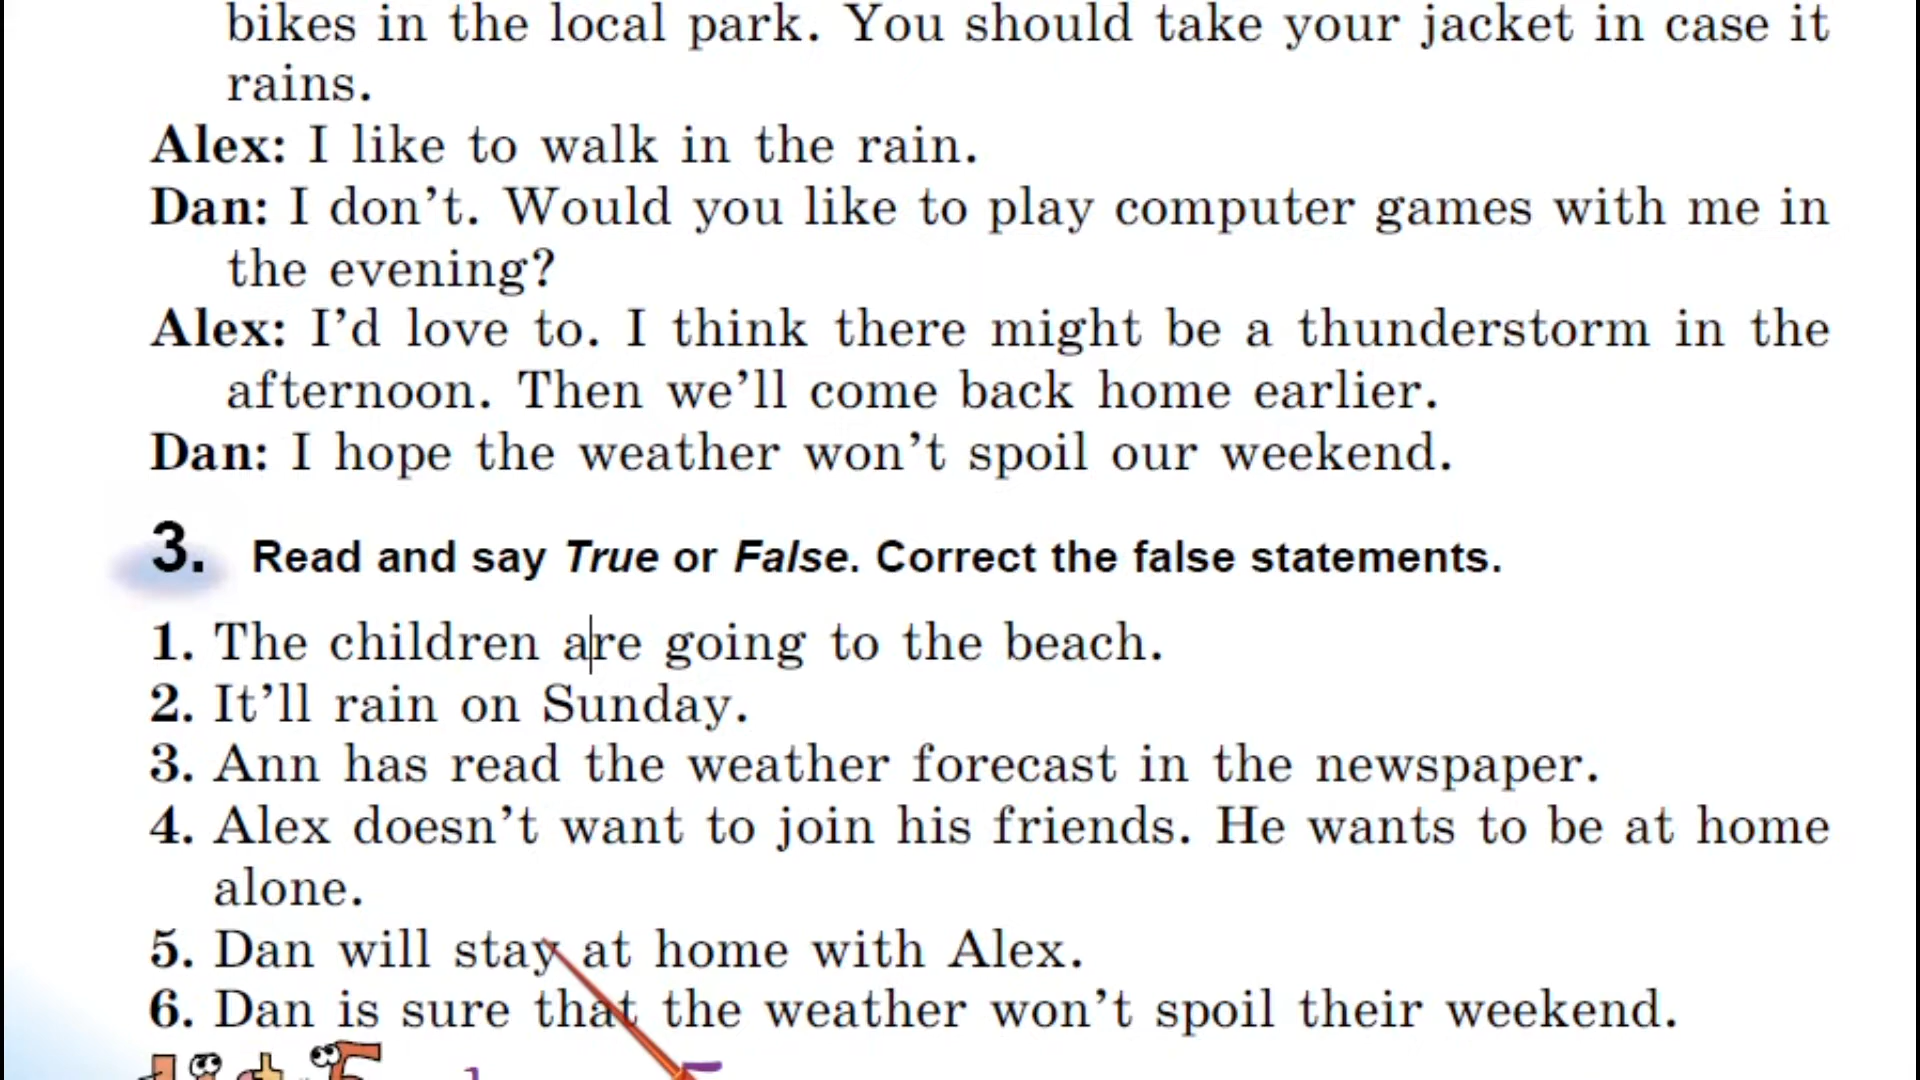 bikes in the local park. You should take your jacket in case it
rains.
Alex: I like to walk in the rain.
Dan: I don't. Would you like to play computer games with me in
the evening?
Alex: I'd love to. I think there might be a thunderstorm in the
afternoon. Then we'll come back home earlier.
Dan: I hope the weather won't spoil our weekend.
3. Read and say True or False. Correct the false statements.
1. The children are going to the beach.
2. It'll rain on Sunday.
3. Ann has read the weather forecast in the newspaper.
4. Alex doesn't want to join his friends. He wants to be at home
alone.
5. Dan will stay at home with Alex.
6. Dan is sure that the weather won't spoil their weekend.